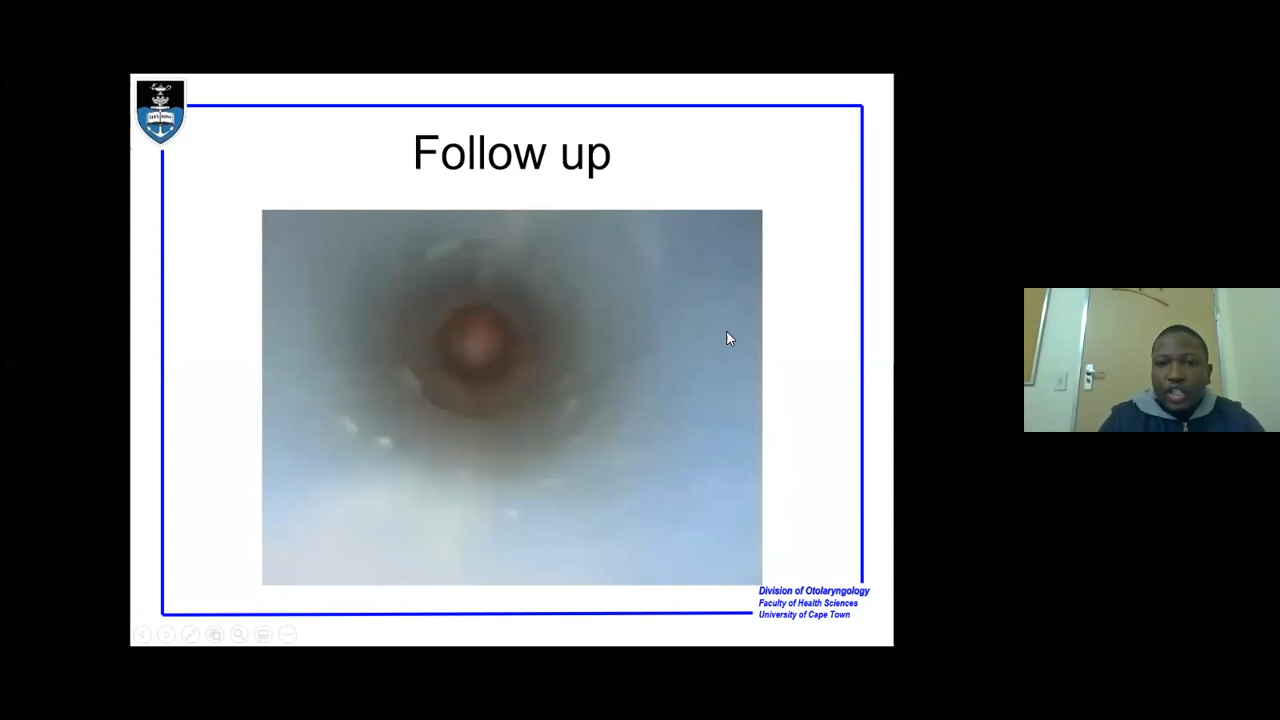 Follow up
Division of Otolaryngology
Faculty of Health Sciences
University of Cape Town